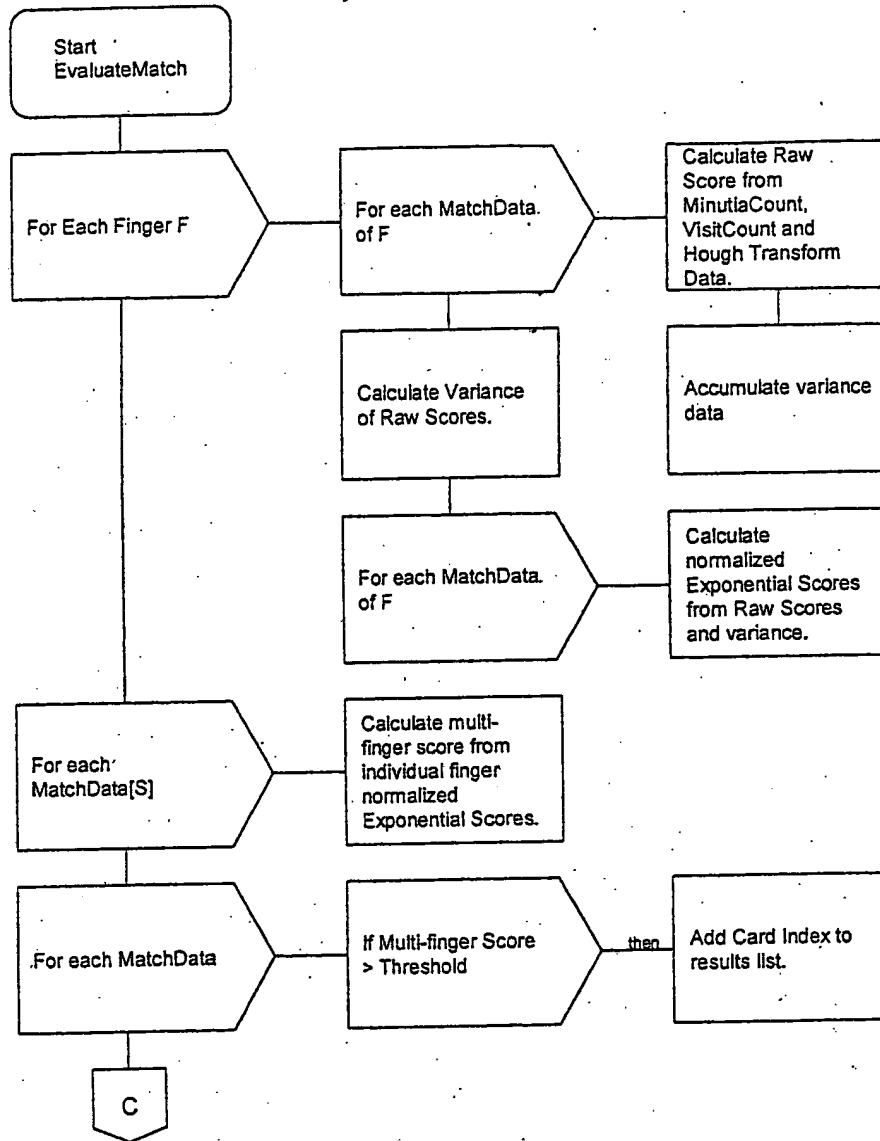 Start
EvaluateMatch
For Each Finger F
For each MatchData.
of F
Calculate Raw
Score from
MinutiaCount,
VisitCount and
Hough Transform
Data.
Calculate Variance
of Raw Scores.
Accumulate variance
data
For each MatchData.
of F
Calculate
normalized
Exponential Scores
from Raw Scores
and variance.
For each
MatchData[S]
Calculate multi-
finger score from
individual finger
normalized
Exponential Scores.
For each MatchData
If Multi-finger Score
> Threshold
then
Add Card Index to
results list.
C